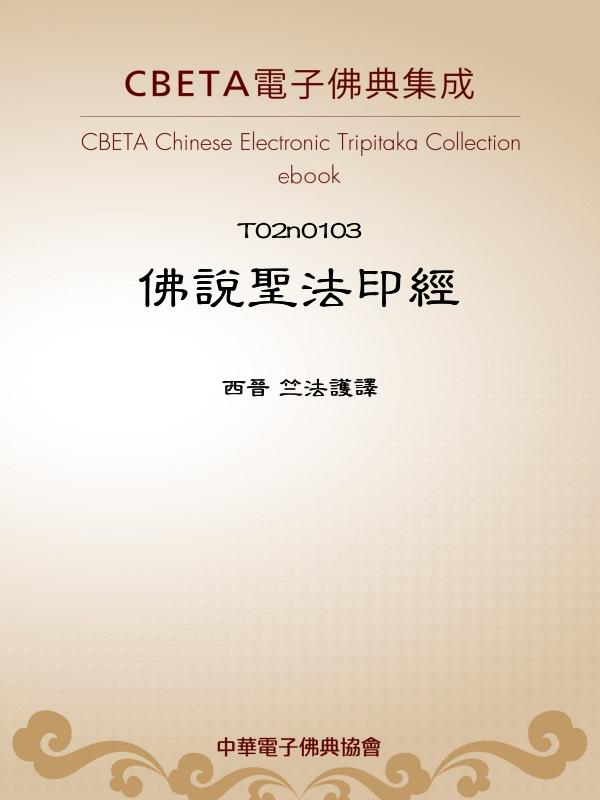 CBETA電子佛典集成
CBETA Chinese Electronic Tripitaka Collection
ebook
T02n0103
佛說聖法印經
西晉 竺法護譯
中華電子佛典協會